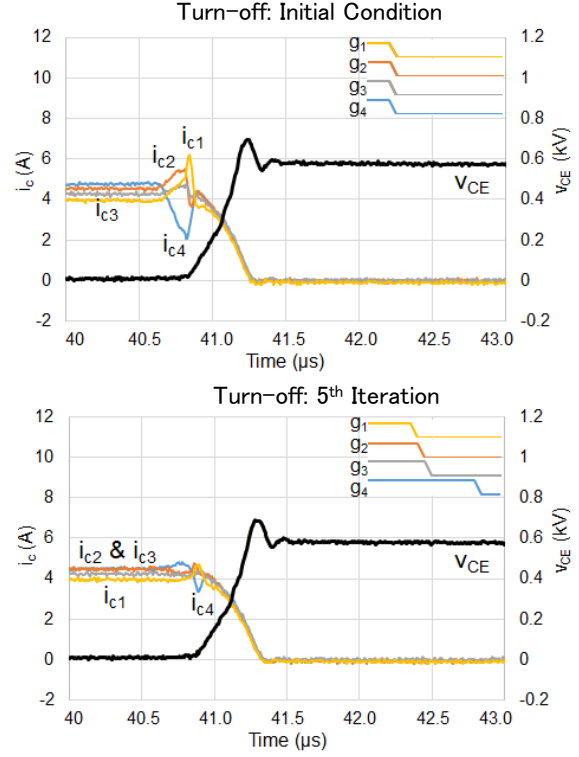 Turn-off: Initial Condition
12
10
8
6
4
2
0
-2
1.2
1
0.8
0.6
0.4
0.2
0
-0.2
i_c (A)
v_CE (kV)
g1
g2
g3
g4
i_c1
i_c2
i_c3
i_c4
v_CE
40 40.5 41.0 41.5 42.0 42.5 43.0
Time (µs)
Turn-off: 5th Iteration
12
10
8
6
4
2
0
-2
1.2
1
0.8
0.6
0.4
0.2
0
-0.2
i_c (A)
v_CE (kV)
g1
g2
g3
g4
i_c2 & i_c3
i_c1
i_c4
v_CE
40 40.5 41.0 41.5 42.0 42.5 43.0
Time (µs)